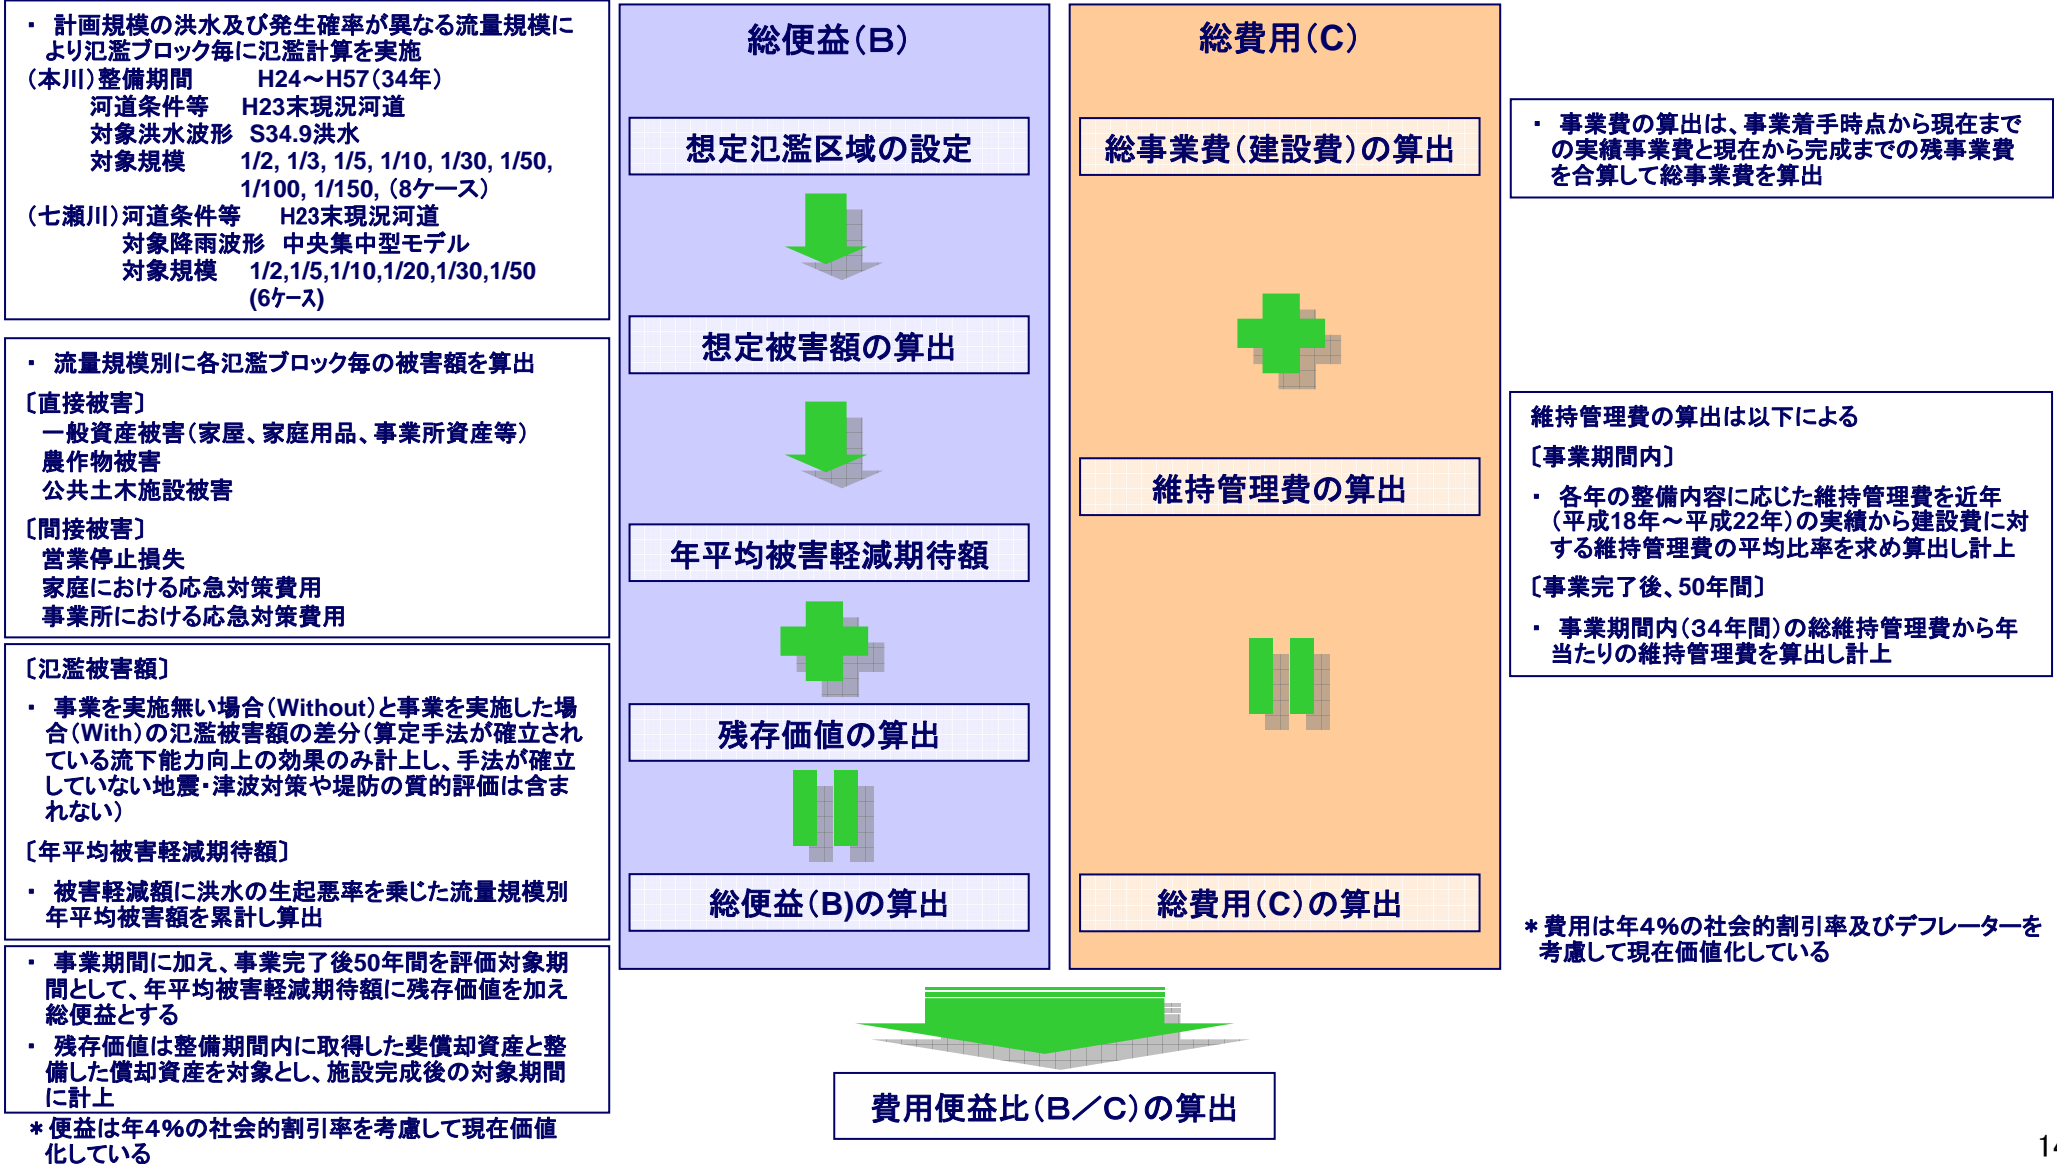 ・ 計画規模の洪水及び発生確率が異なる流量規模に
より氾濫ブロック毎に氾濫計算を実施
（本川）整備期間 H24～H57（34年）
河道条件等 H23末現況河道
対象洪水波形 S34.9洪水
対象規模 1/2, 1/3, 1/5, 1/10, 1/30, 1/50,
1/100, 1/150, （8ケース）
（七瀬川）河道条件等 H23末現況河道
対象降雨波形 中央集中型モデル
対象規模 1/2,1/5,1/10,1/20,1/30,1/50
(6ｹｰｽ)
・ 流量規模別に各氾濫ブロック毎の被害額を算出
〔直接被害〕
一般資産被害（家屋、家庭用品、事業所資産等）
農作物被害
公共土木施設被害
〔間接被害〕
営業停止損失
家庭における応急対策費用
事業所における応急対策費用
〔氾濫被害額〕
・ 事業を実施無い場合（Without）と事業を実施した場
合（With）の氾濫被害額の差分（算定手法が確立され
ている流下能力向上の効果のみ計上し、手法が確立
していない地震・津波対策や堤防の質的評価は含ま
れない）
〔年平均被害軽減期待額〕
・ 被害軽減額に洪水の生起悪率を乗じた流量規模別
年平均被害額を累計し算出
・ 事業期間に加え、事業完了後50年間を評価対象期
間として、年平均被害軽減期待額に残存価値を加え
総便益とする
・ 残存価値は整備期間内に取得した斐償却資産と整
備した償却資産を対象とし、施設完成後の対象期間
に計上
＊便益は年4％の社会的割引率を考慮して現在価値
化している
総便益（Ｂ）
想定氾濫区域の設定
想定被害額の算出
年平均被害軽減期待額
残存価値の算出
総便益（B)の算出
総費用（C）
総事業費（建設費）の算出
維持管理費の算出
総費用（C）の算出
費用便益比（Ｂ／Ｃ）の算出
・ 事業費の算出は、事業着手時点から現在まで
の実績事業費と現在から完成までの残事業費
を合算して総事業費を算出
維持管理費の算出は以下による
〔事業期間内〕
・ 各年の整備内容に応じた維持管理費を近年
（平成18年～平成22年）の実績から建設費に対
する維持管理費の平均比率を求め算出し計上
〔事業完了後、50年間〕
・ 事業期間内（３４年間）の総維持管理費から年
当たりの維持管理費を算出し計上
＊費用は年4％の社会的割引率及びデフレーターを
考慮して現在価値化している
14